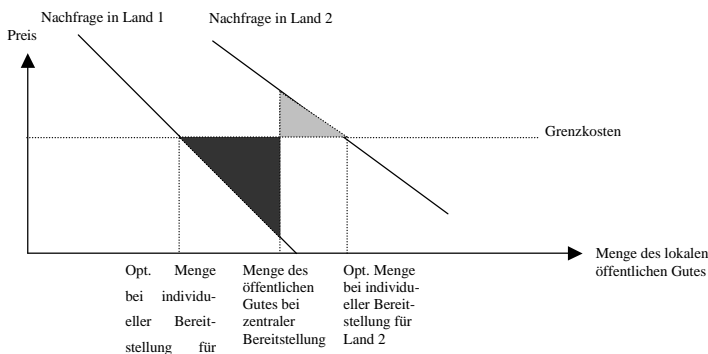 Nachfrage in Land 1
Nachfrage in Land 2
Preis
Grenzkosten
Menge des lokalen
öffentlichen Gutes
Opt. Menge
bei individu-
eller Bereit-
stellung für
Menge des
öffentlichen
Gutes bei
zentraler
Bereitstellung
Opt. Menge
bei individu-
eller Bereit-
stellung für
Land 2